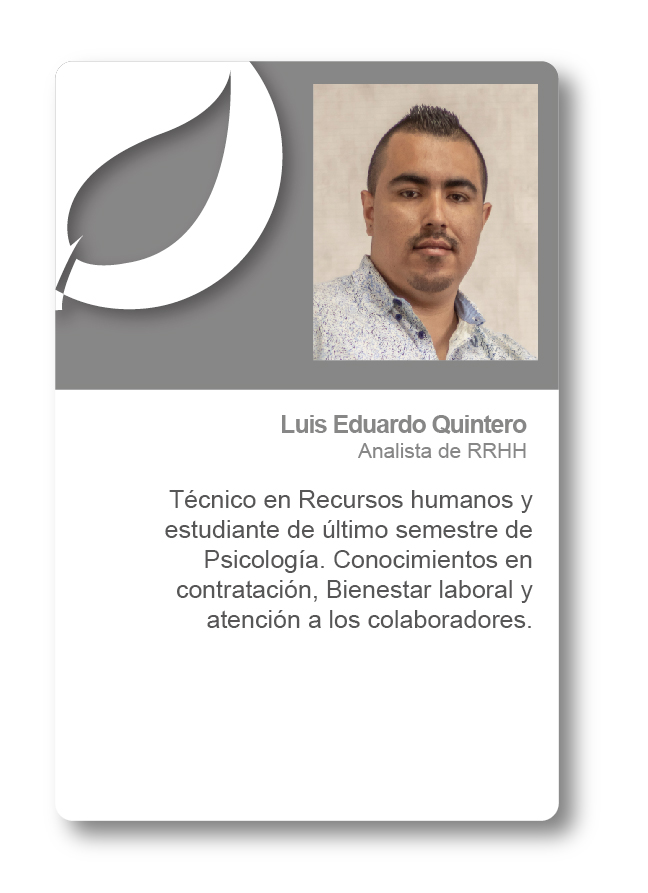 Luis Eduardo Quintero
Analista de RRHH
Técnico en Recursos humanos y
estudiante de último semestre de
Psicología. Conocimientos en
contratación, Bienestar laboral y
atención a los colaboradores.